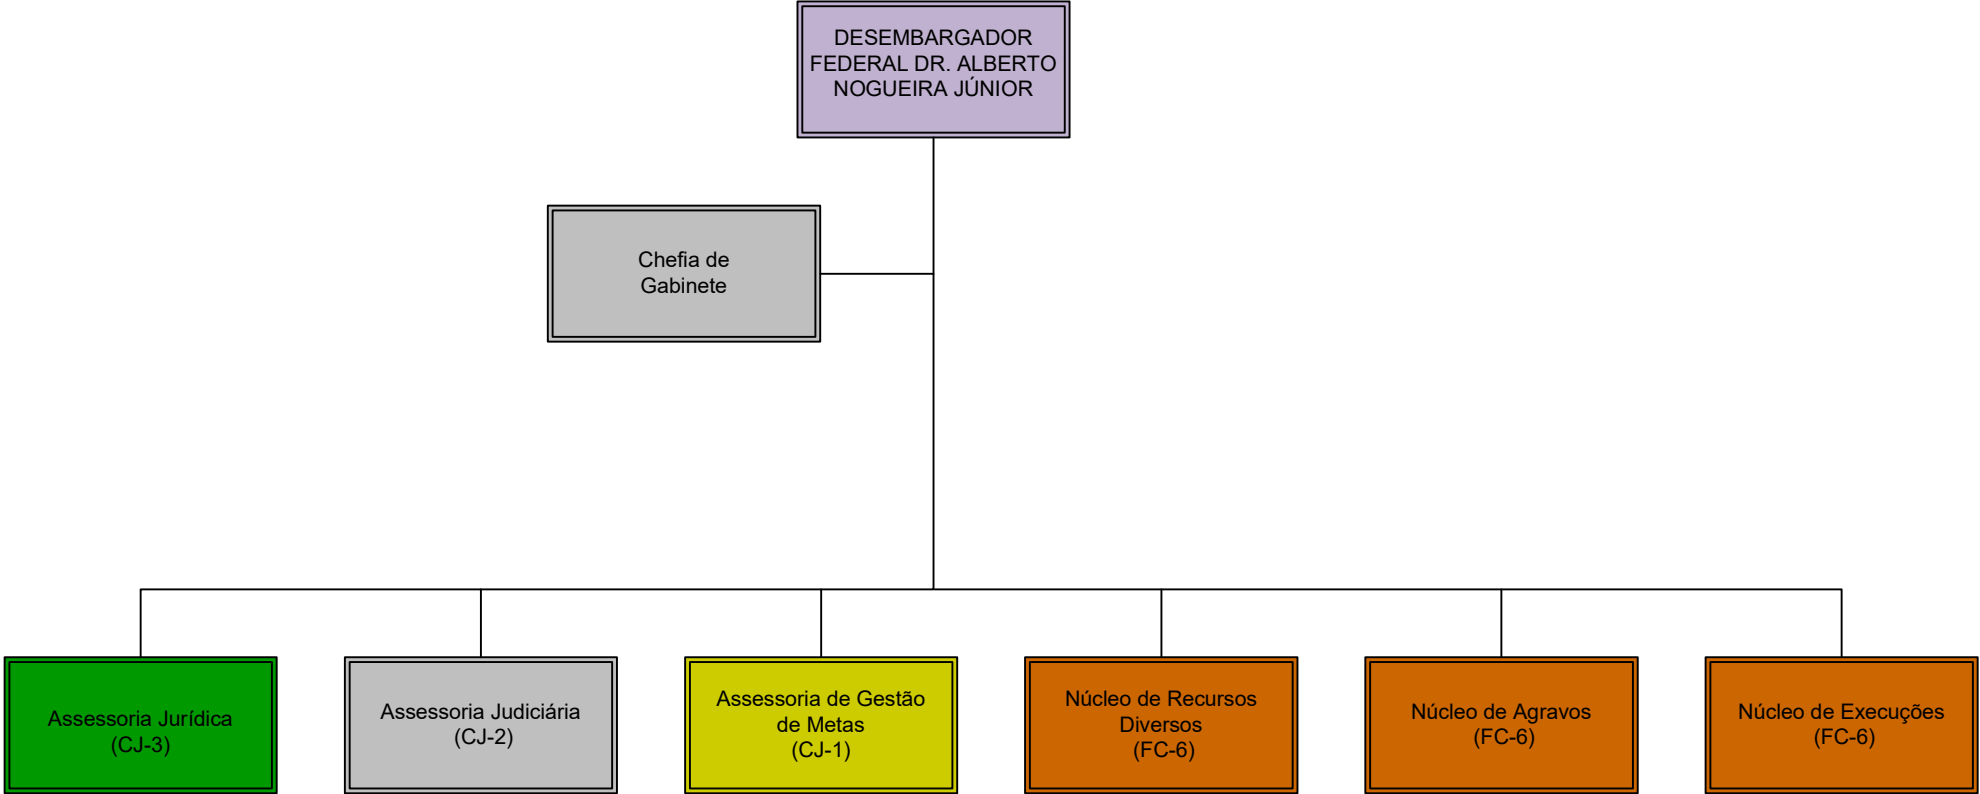 DESEMBARGADOR
FEDERAL DR. ALBERTO
NOGUEIRA JÚNIOR
Chefia de
Gabinete
Assessoria Jurídica
(CJ-3)
Assessoria Judiciária
(CJ-2)
Assessoria de Gestão
de Metas
(CJ-1)
Núcleo de Recursos
Diversos
(FC-6)
Núcleo de Agravos
(FC-6)
Núcleo de Execuções
(FC-6)